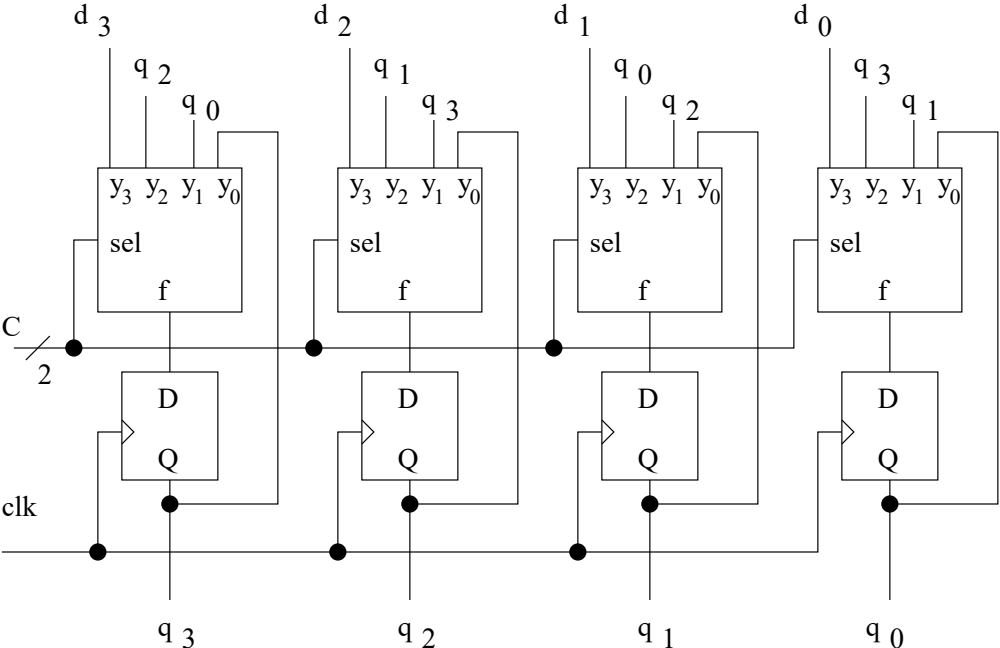 d3 d2 d1 d0
q2 q1 q0 q3
q0 q3 q2 q1
y3 y2 y1 y0 y3 y2 y1 y0 y3 y2 y1 y0 y3 y2 y1 y0
sel sel sel sel
f f f f
C
2
D D D D
Q Q Q Q
clk
q3 q2 q1 q0